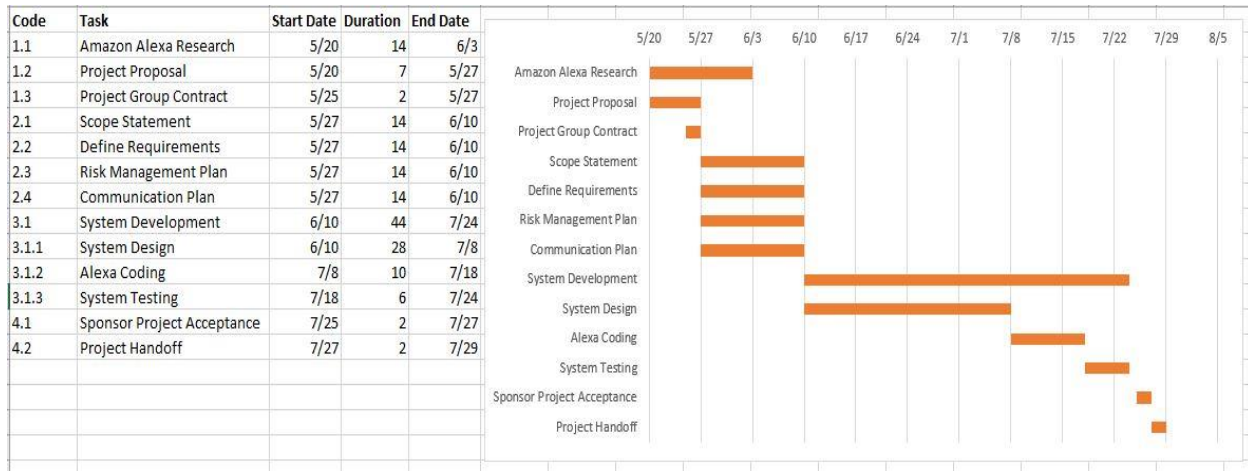 Code Task Start Date Duration End Date
1.1 Amazon Alexa Research 5/20 14 6/3
1.2 Project Proposal 5/20 7 5/27
1.3 Project Group Contract 5/25 2 5/27
2.1 Scope Statement 5/27 14 6/10
2.2 Define Requirements 5/27 14 6/10
2.3 Risk Management Plan 5/27 14 6/10
2.4 Communication Plan 5/27 14 6/10
3.1 System Development 6/10 44 7/24
3.1.1 System Design 6/10 28 7/8
3.1.2 Alexa Coding 7/8 10 7/18
3.1.3 System Testing 7/18 6 7/24
4.1 Sponsor Project Acceptance 7/25 2 7/27
4.2 Project Handoff 7/27 2 7/29
5/20 5/27 6/3 6/10 6/17 6/24 7/1 7/8 7/15 7/22 7/29 8/5
Amazon Alexa Research
Project Proposal
Project Group Contract
Scope Statement
Define Requirements
Risk Management Plan
Communication Plan
System Development
System Design
Alexa Coding
System Testing
Sponsor Project Acceptance
Project Handoff